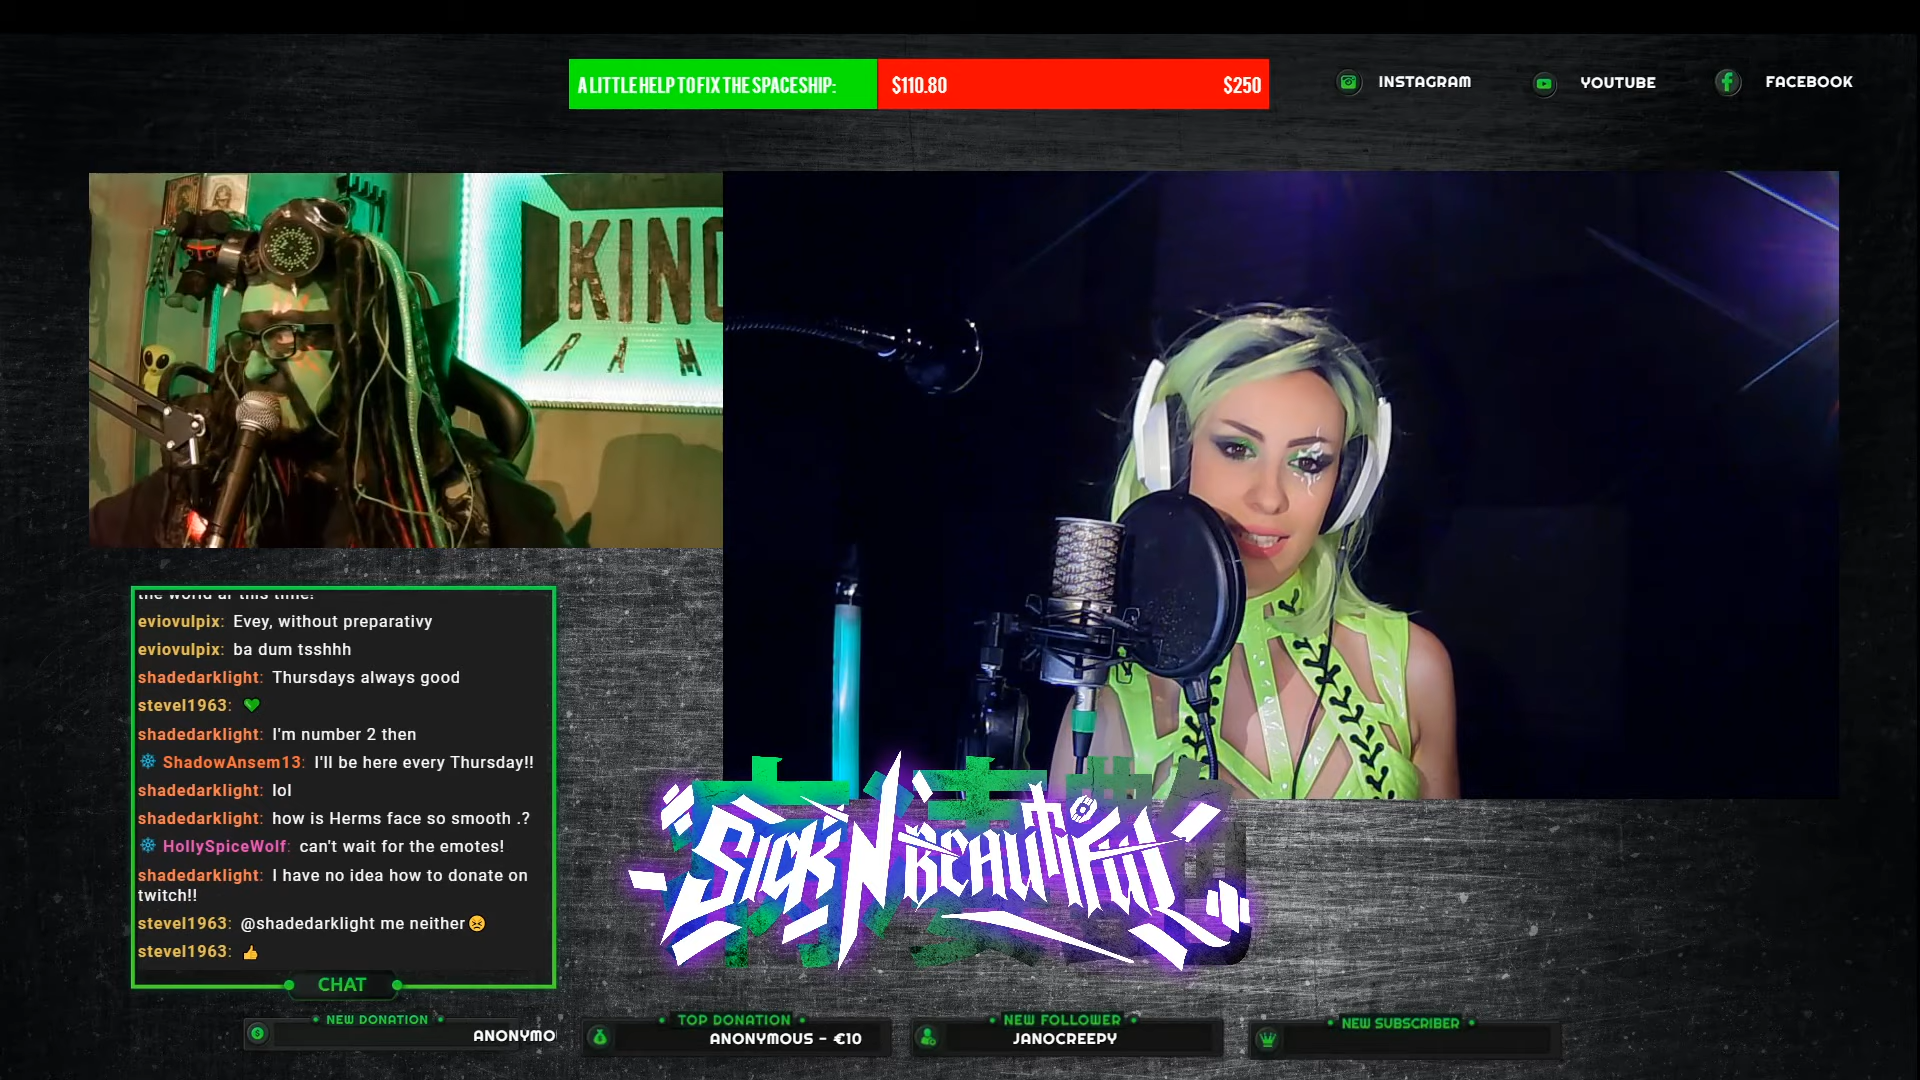 A LITTLE HELP TO FIX THE SPACESHIP: $110.80 $250
INSTAGRAM YOUTUBE FACEBOOK
KING
RAM
eviovulpix: Evey, without preparativy
eviovulpix: ba dum tsshhh
shadedarklight: Thursdays always good
stevel1963: 💚
shadedarklight: I'm number 2 then
ShadowAnsem13: I'll be here every Thursday!!
shadedarklight: lol
shadedarklight: how is Herms face so smooth .?
HollySpiceWolf: can't wait for the emotes!
shadedarklight: I have no idea how to donate on
twitch!!
stevel1963: @shadedarklight me neither😣
stevel1963: 👍
CHAT
SICK N BEAUTIFUL
NEW DONATION
ANONYMO
TOP DONATION
ANONYMOUS - €10
NEW FOLLOWER
JANOCREEPY
NEW SUBSCRIBER